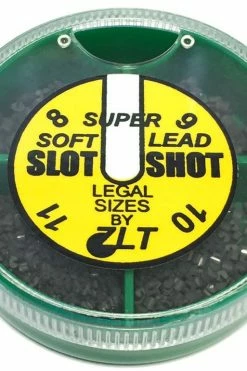 8 SUPER 9
SOFT LEAD
SLOT SHOT
LEGAL
SIZES
11 BY 10
ZLT